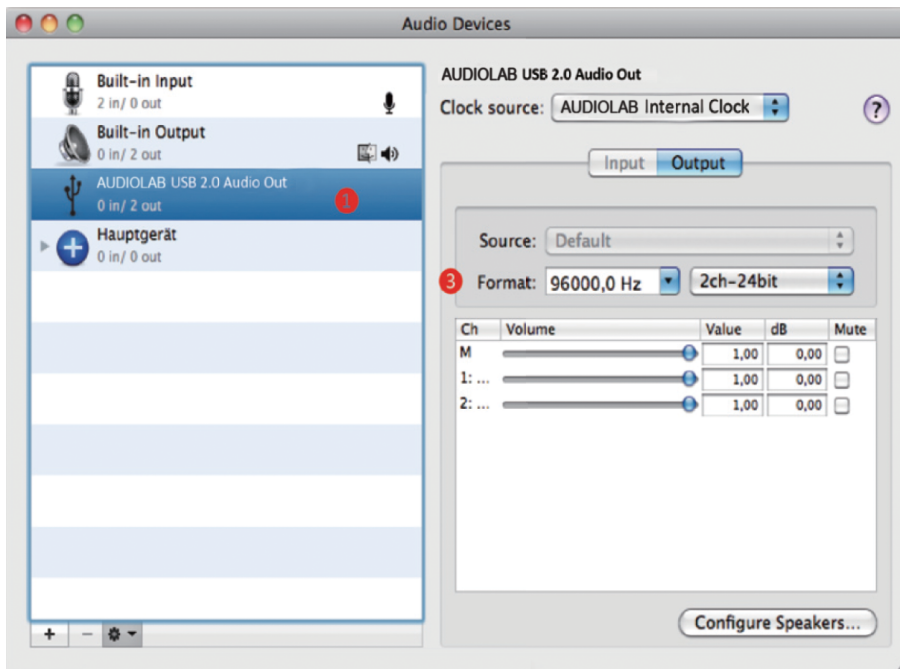 Audio Devices
Built-in Input
2 in/ 0 out
Built-in Output
0 in/ 2 out
AUDIOLAB USB 2.0 Audio Out
0 in/ 2 out
1
Hauptgerät
0 in/ 0 out
+ −
AUDIOLAB USB 2.0 Audio Out
Clock source: AUDIOLAB Internal Clock
?
Input Output
Source: Default
3 Format: 96000,0 Hz 2ch-24bit
Ch Volume Value dB Mute
M 1,00 0,00
1: ... 1,00 0,00
2: ... 1,00 0,00
Configure Speakers...